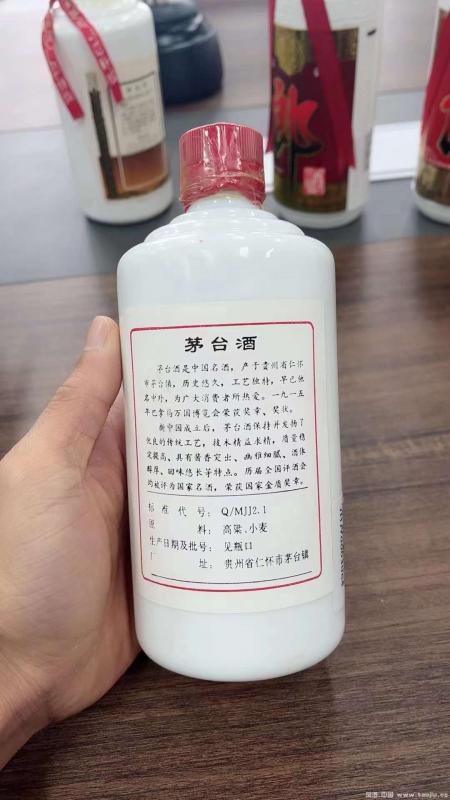 茅台酒
茅台酒是中国名酒，产于贵州省仁怀
市茅台镇，历史悠久，工艺独特，早已驰
名中外，为广大消费者所热爱。一九一五
年巴拿马万国博览会荣获奖章、奖状。
新中国成立后，茅台酒保持并发扬了
优良的传统工艺，技术精益求精，质量稳
定提高、具有酱香突出、幽雅细腻、酒体
醇厚、回味悠长等特点。历届全国评酒会
均被评为国家名酒，荣获国家金质奖章。
标准代号：Q/MJJ2.1
原料：高粱、小麦
生产日期及批号：见瓶口
厂址：贵州省仁怀市茅台镇
郎
www.taojiu.cn